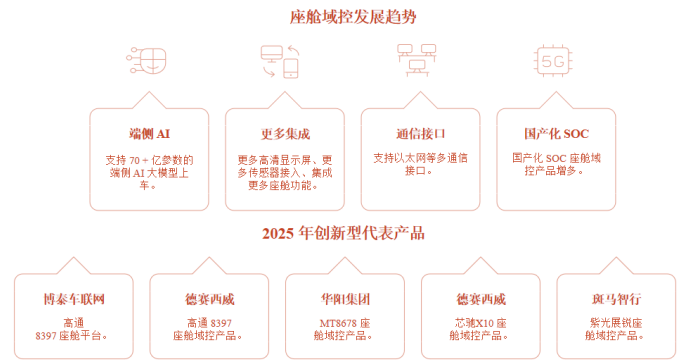 座舱域控发展趋势
5G
端侧 AI
支持 70 + 亿参数的
端侧 AI 大模型上
车。
更多集成
更多高清显示屏、更
多传感器接入、集成
更多座舱功能。
通信接口
支持以太网等多通信
接口。
国产化 SOC
国产化 SOC 座舱域
控产品增多。
2025 年创新型代表产品
博泰车联网
高通
8397 座舱平台。
德赛西威
高通 8397
座舱域控产品。
华阳集团
MT8678 座
舱域控产品。
德赛西威
芯驰X10 座
舱域控产品。
斑马智行
紫光展锐座
舱域控产品。